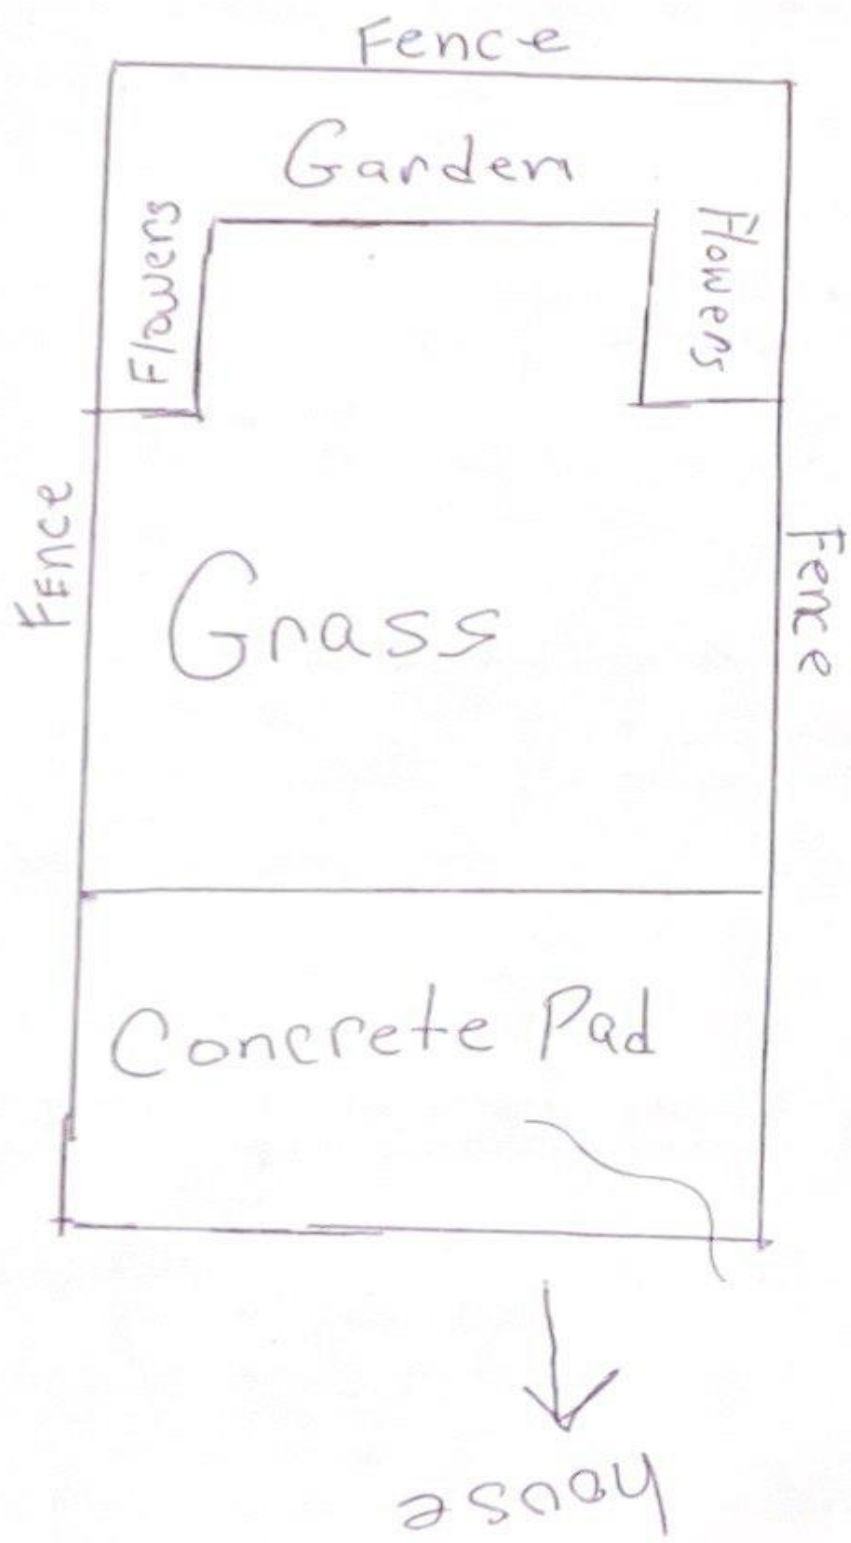 Fence
Garden
Flowers
Flowers
Fence
Fence
Grass
Concrete Pad
house